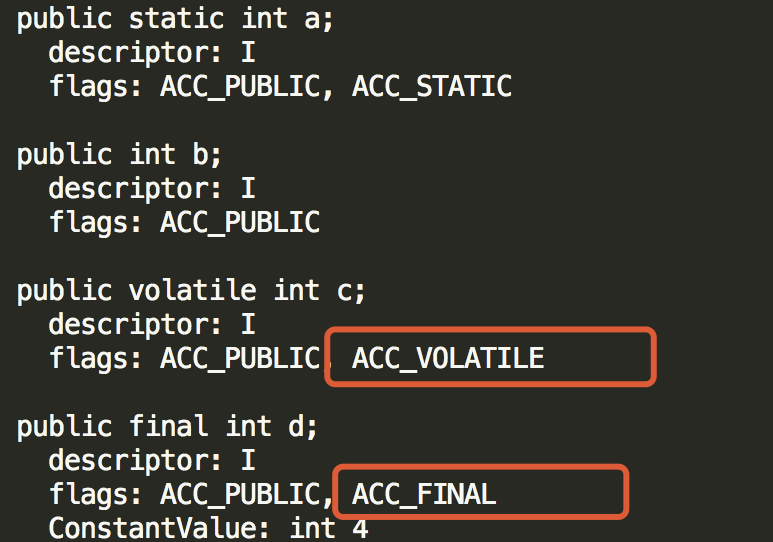 public static int a;
descriptor: I
flags: ACC_PUBLIC, ACC_STATIC
public int b;
descriptor: I
flags: ACC_PUBLIC
public volatile int c;
descriptor: I
flags: ACC_PUBLIC, ACC_VOLATILE
public final int d;
descriptor: I
flags: ACC_PUBLIC, ACC_FINAL
ConstantValue: int 4